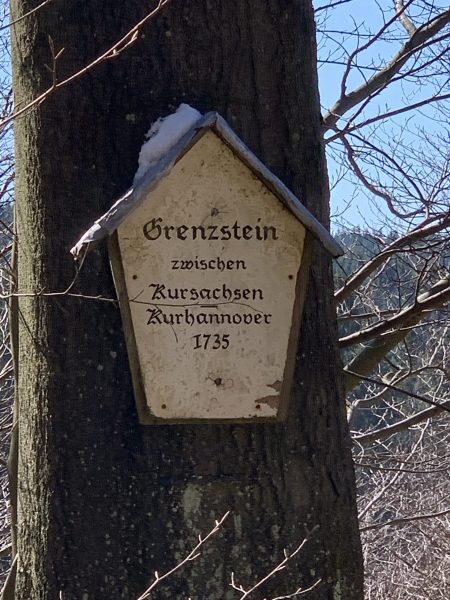 Grenzstein
zwischen
Kursachsen
Kurhannover
1735